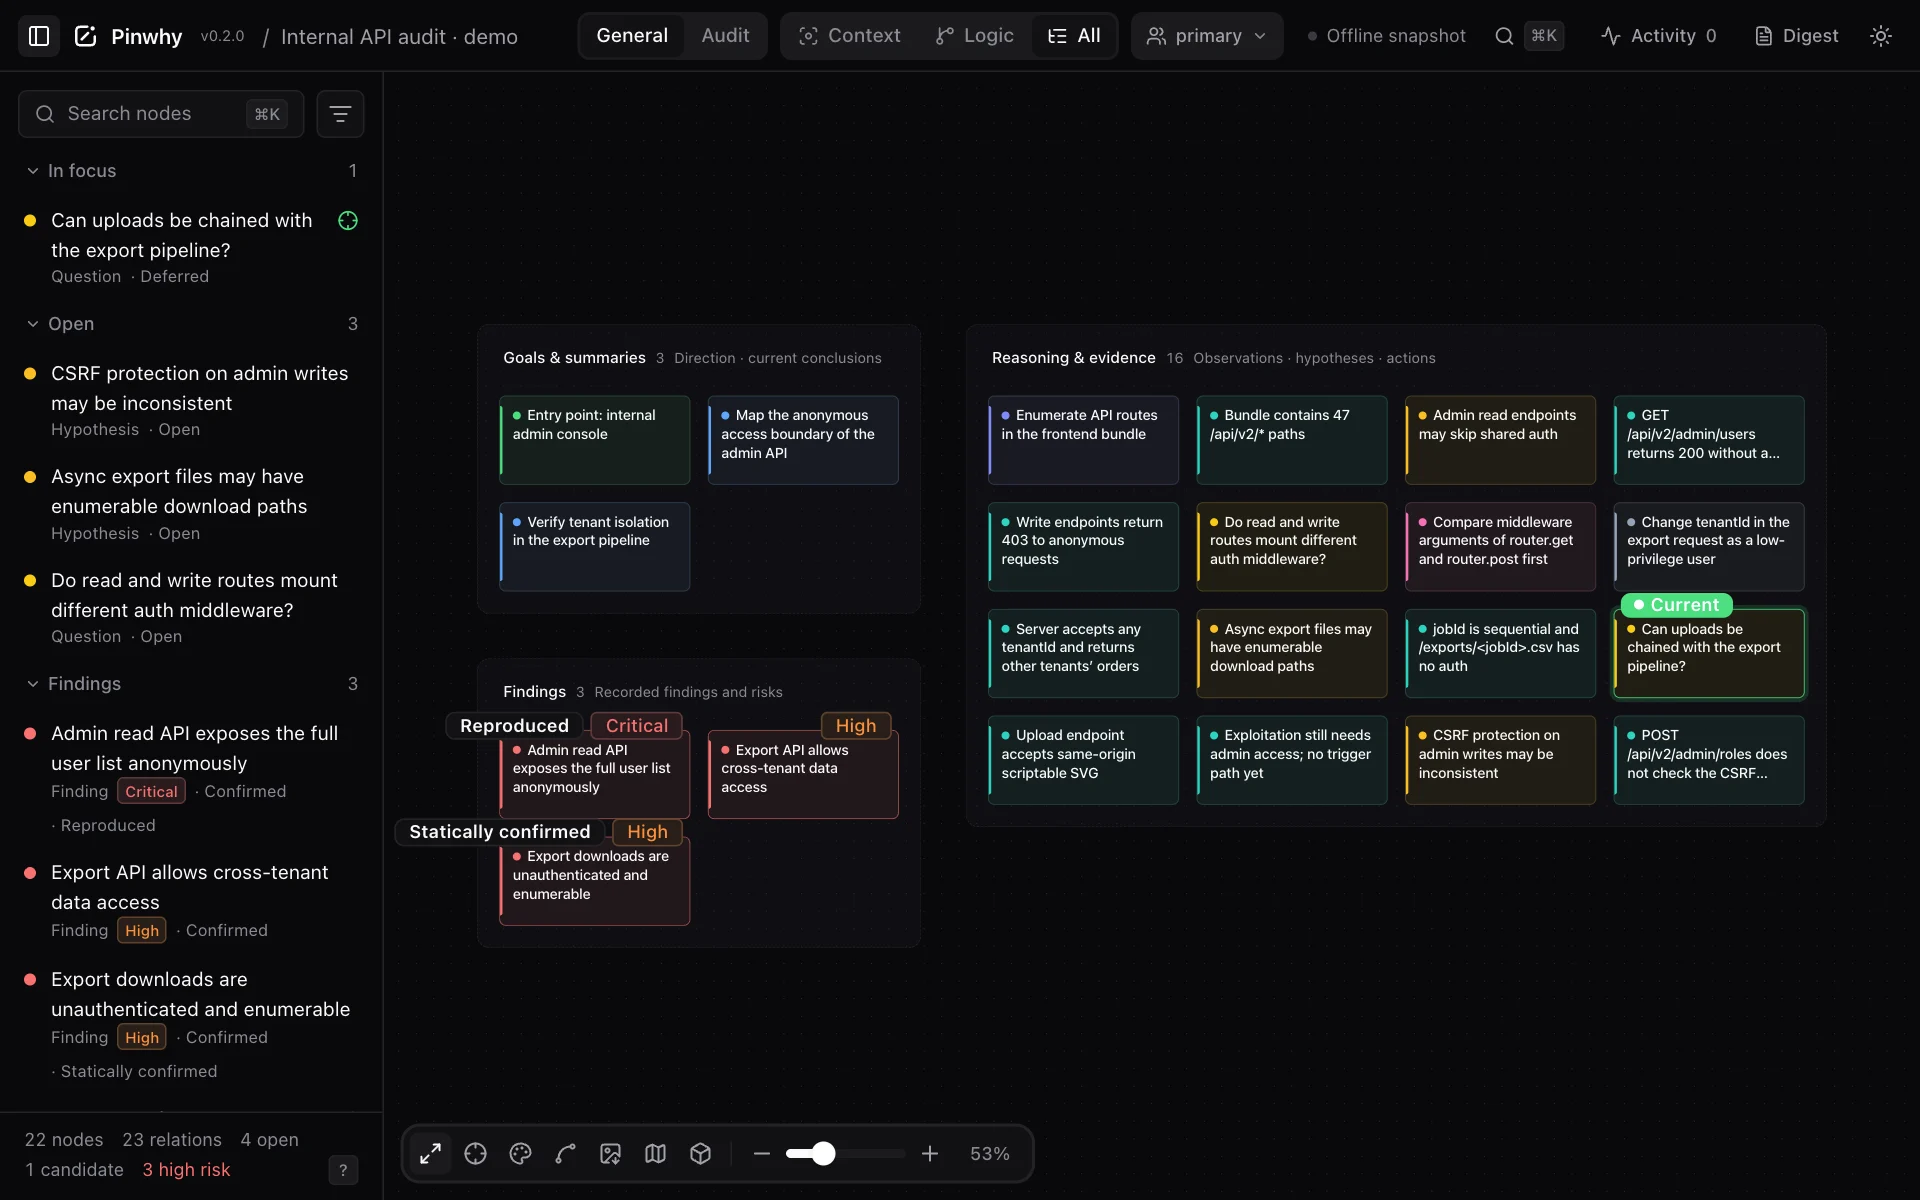 Pinwhy v0.2.0 / Internal API audit · demo
General Audit
Context Logic All
primary
Offline snapshot
⌘K
Activity 0
Digest
Search nodes ⌘K
In focus 1
Can uploads be chained with
the export pipeline?
Question · Deferred
Open 3
CSRF protection on admin writes
may be inconsistent
Hypothesis · Open
Async export files may have
enumerable download paths
Hypothesis · Open
Do read and write routes mount
different auth middleware?
Question · Open
Findings 3
Admin read API exposes the full
user list anonymously
Finding Critical · Confirmed
· Reproduced
Export API allows cross-tenant
data access
Finding High · Confirmed
Export downloads are
unauthenticated and enumerable
Finding High · Confirmed
· Statically confirmed
22 nodes 23 relations 4 open
1 candidate 3 high risk
?
Goals & summaries 3 Direction · current conclusions
Entry point: internal
admin console
Map the anonymous
access boundary of the
admin API
Verify tenant isolation
in the export pipeline
Findings 3 Recorded findings and risks
Reproduced Critical
Admin read API
exposes the full user list
anonymously
High
Export API allows
cross-tenant data
access
Statically confirmed High
Export downloads are
unauthenticated and
enumerable
Reasoning & evidence 16 Observations · hypotheses · actions
Enumerate API routes
in the frontend bundle
Bundle contains 47
/api/v2/* paths
Admin read endpoints
may skip shared auth
GET
/api/v2/admin/users
returns 200 without a...
Write endpoints return
403 to anonymous
requests
Do read and write
routes mount different
auth middleware?
Compare middleware
arguments of router.get
and router.post first
Change tenantId in the
export request as a low-
privilege user
Server accepts any
tenantId and returns
other tenants’ orders
Async export files may
have enumerable
download paths
jobId is sequential and
/exports/<jobId>.csv has
no auth
Current
Can uploads be
chained with the export
pipeline?
Upload endpoint
accepts same-origin
scriptable SVG
Exploitation still needs
admin access; no trigger
path yet
CSRF protection on
admin writes may be
inconsistent
POST
/api/v2/admin/roles does
not check the CSRF...
53%